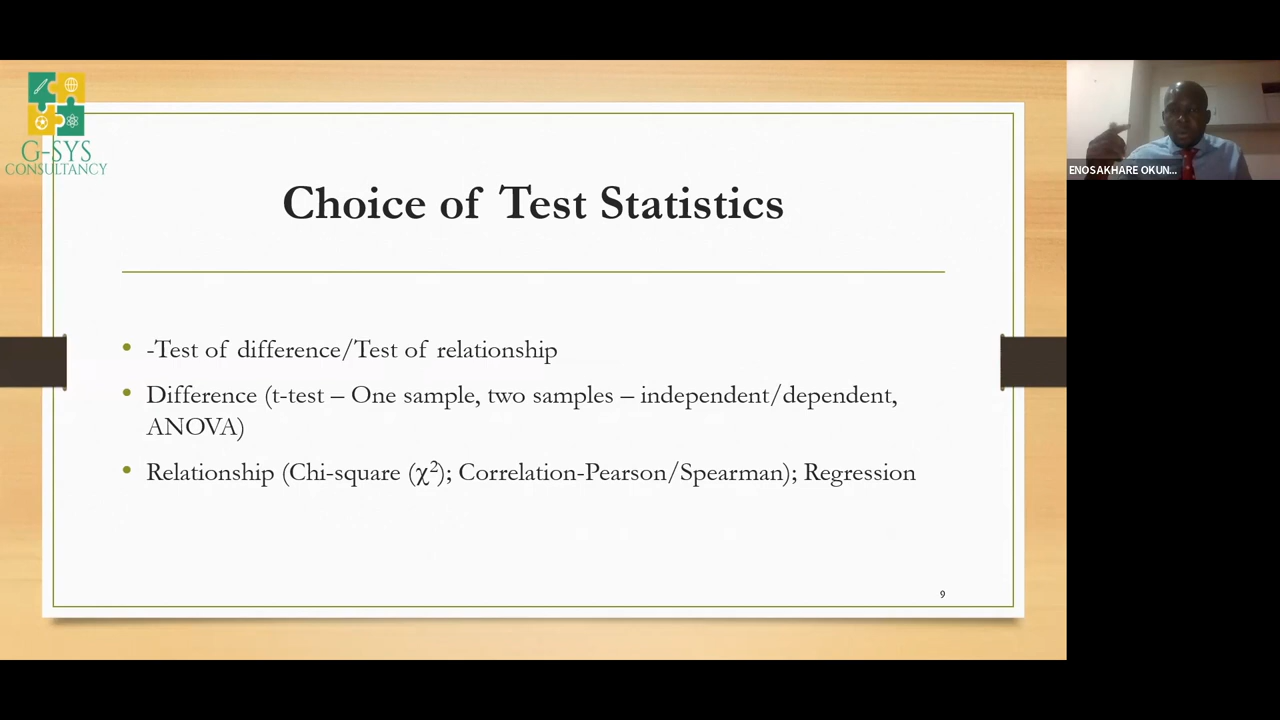 G-SYS
CONSULTANCY
ENOSAKHARE OKUN...
Choice of Test Statistics
• -Test of difference/Test of relationship
• Difference (t-test – One sample, two samples – independent/dependent,
ANOVA)
• Relationship (Chi-square (χ²); Correlation-Pearson/Spearman); Regression
9